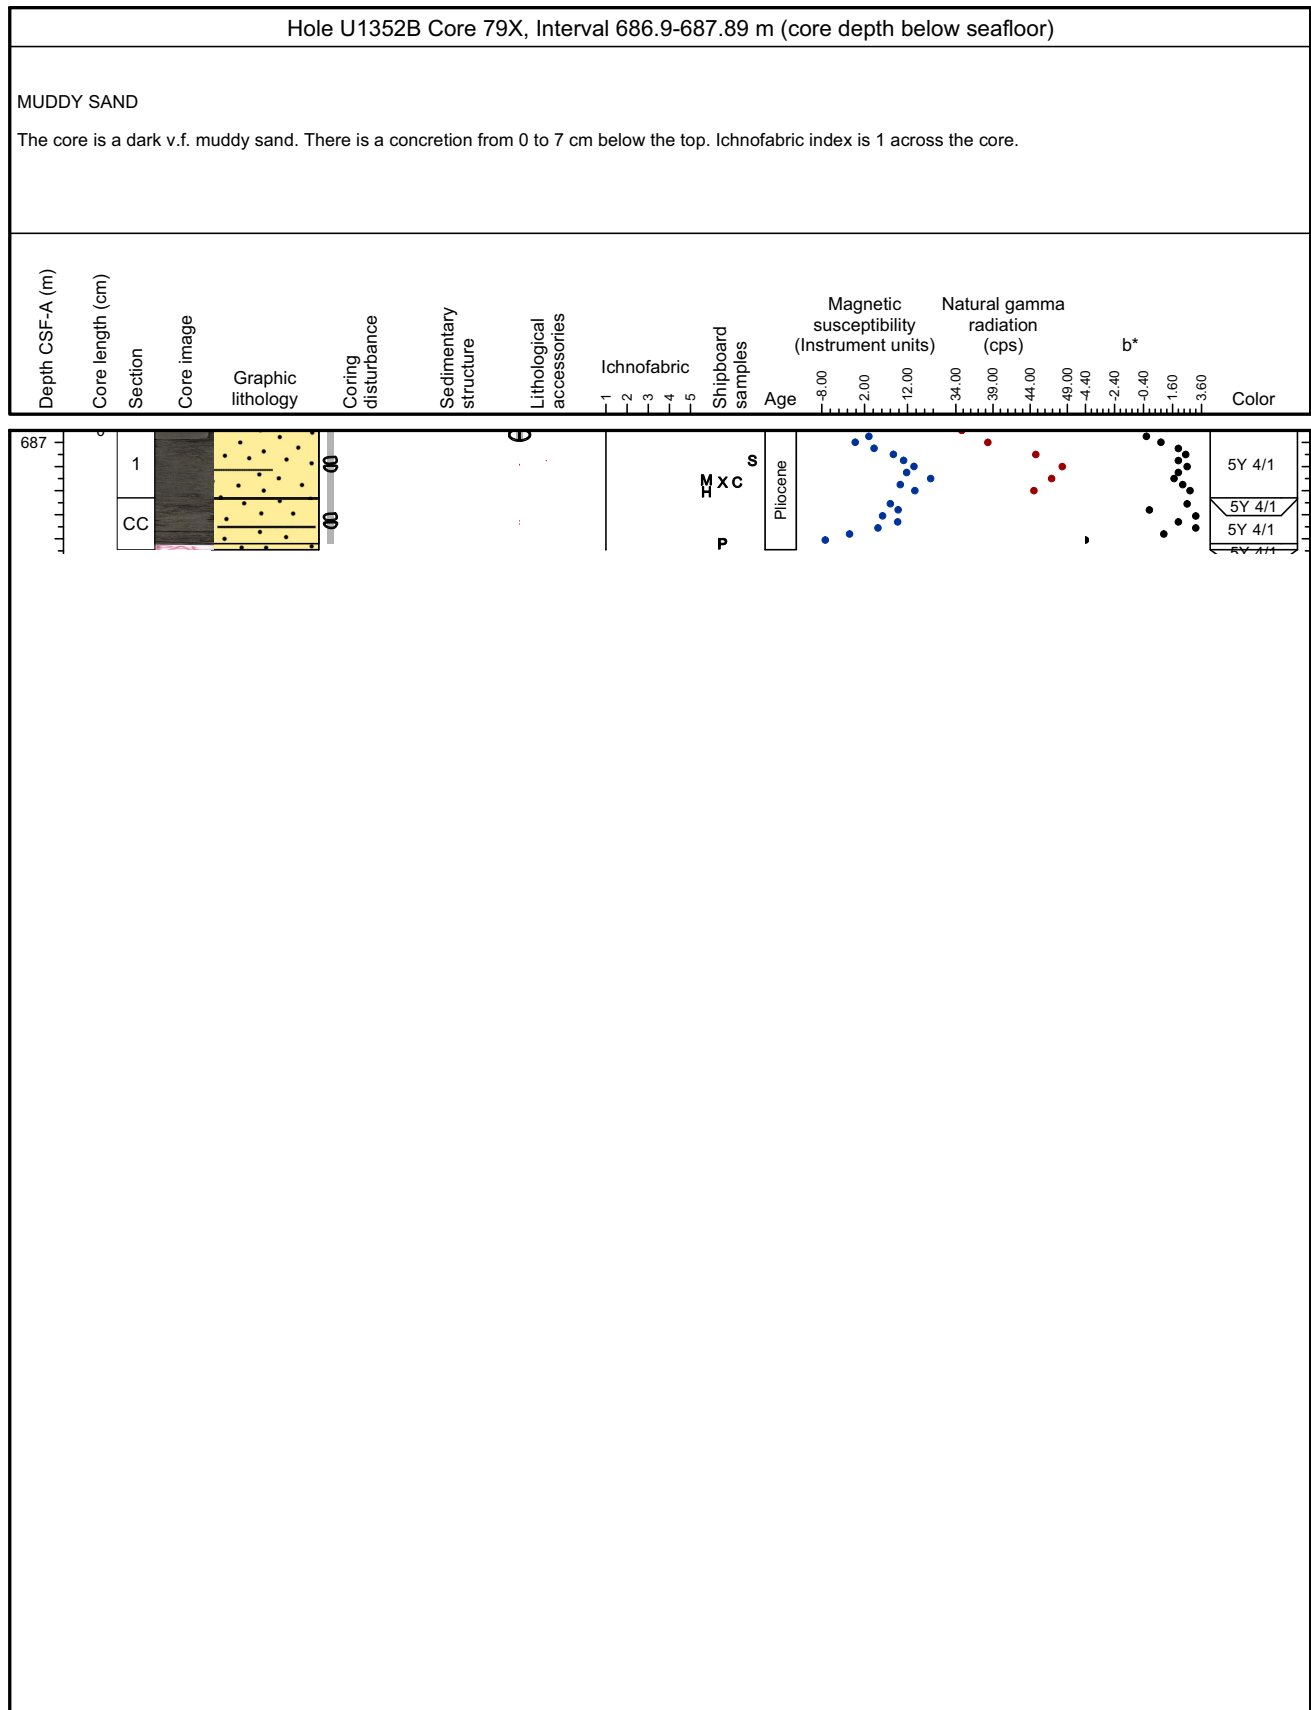 Hole U1352B Core 79X, Interval 686.9-687.89 m (core depth below seafloor)
MUDDY SAND
The core is a dark v.f. muddy sand. There is a concretion from 0 to 7 cm below the top. Ichnofabric index is 1 across the core.
Depth CSF-A (m)
Core length (cm)
Section
Core image
Graphic
lithology
Coring
disturbance
Sedimentary
structure
Lithological
accessories
Ichnofabric
1 2 3 4 5
Shipboard
samples
Age
Magnetic
susceptibility
(Instrument units)
-8.00 2.00 12.00
Natural gamma
radiation
(cps)
34.00 39.00 44.00 49.00
b*
-4.40 -2.40 -0.40 1.60 3.60
Color
687
0
1
CC
S
M X C
H
P
Pliocene
5Y 4/1
5Y 4/1
5Y 4/1
5Y 4/1